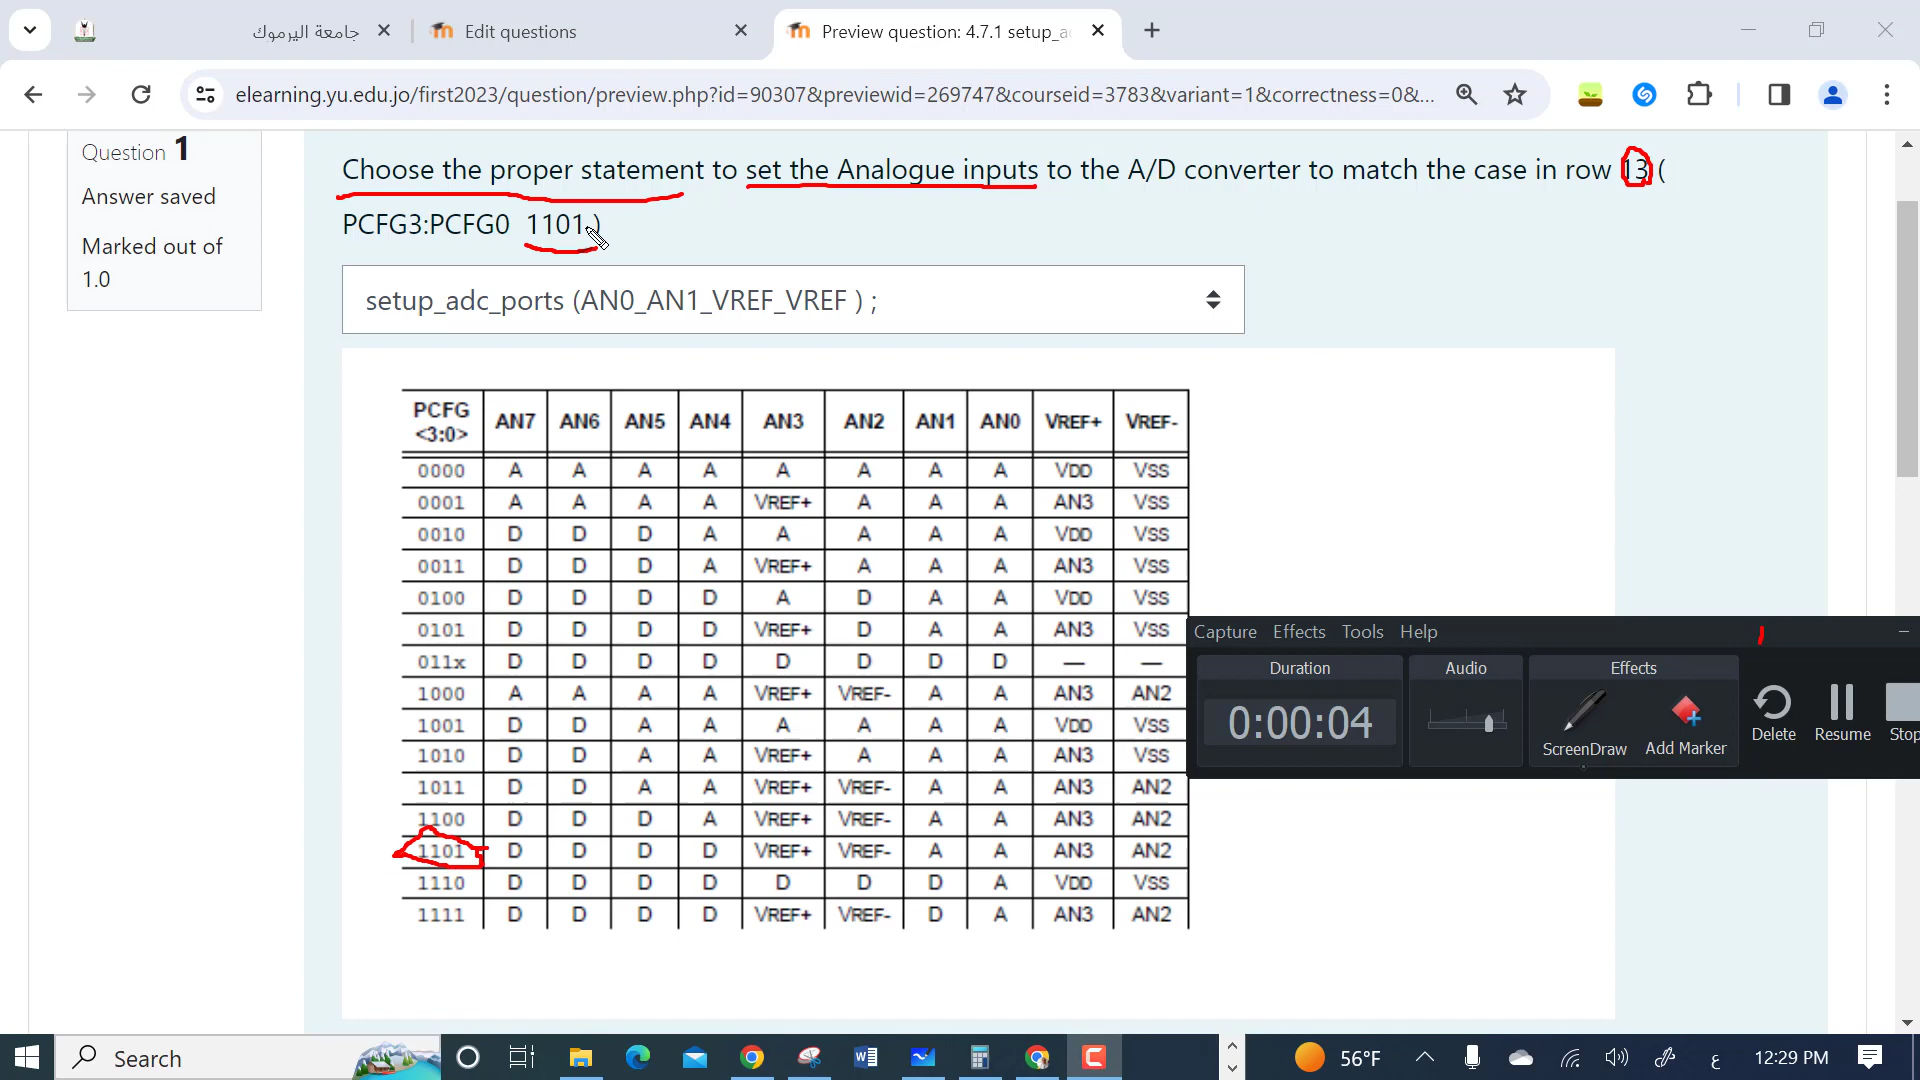 جامعة اليرموك
Edit questions
Preview question: 4.7.1 setup_a
elearning.yu.edu.jo/first2023/question/preview.php?id=90307&previewid=269747&courseid=3783&variant=1&correctness=0&...
Question 1
Answer saved
Marked out of
1.0
Choose the proper statement to set the Analogue inputs to the A/D converter to match the case in row 13 (
PCFG3:PCFG0 1101 )
setup_adc_ports (AN0_AN1_VREF_VREF ) ;
PCFG <3:0> AN7 AN6 AN5 AN4 AN3 AN2 AN1 AN0 VREF+ VREF-
0000 A A A A A A A A VDD VSS
0001 A A A A VREF+ A A A AN3 VSS
0010 D D D A A A A A VDD VSS
0011 D D D A VREF+ A A A AN3 VSS
0100 D D D D A D A A VDD VSS
0101 D D D D VREF+ D A A AN3 VSS
011x D D D D D D D D — —
1000 A A A A VREF+ VREF- A A AN3 AN2
1001 D D A A A A A A VDD VSS
1010 D D A A VREF+ A A A AN3 VSS
1011 D D A A VREF+ VREF- A A AN3 AN2
1100 D D D A VREF+ VREF- A A AN3 AN2
1101 D D D D VREF+ VREF- A A AN3 AN2
1110 D D D D D D D A VDD VSS
1111 D D D D VREF+ VREF- D A AN3 AN2
Capture Effects Tools Help
Duration Audio Effects
0:00:04
ScreenDraw Add Marker Delete Resume Stop
Search
56°F
ع
12:29 PM